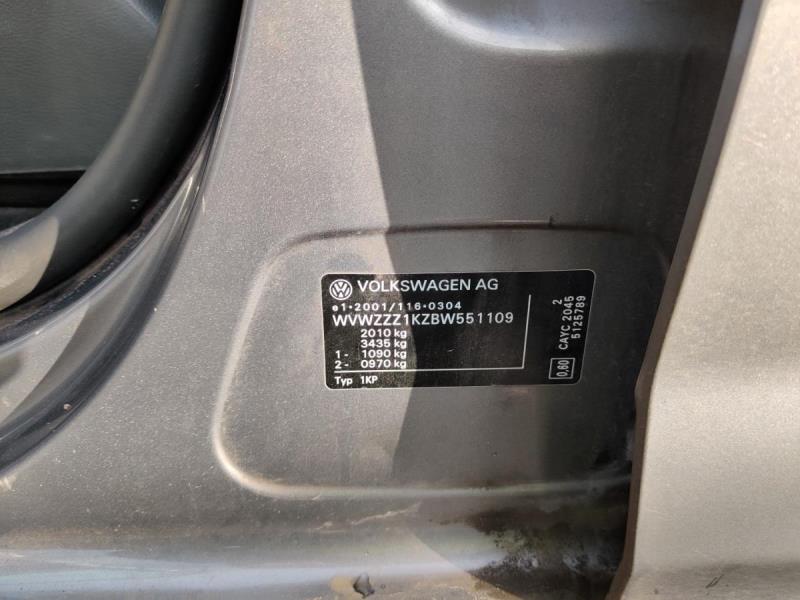 VOLKSWAGEN AG
e1*2001/116*0304
WVWZZZ1KZBW551109
2010 kg
3435 kg
1 - 1090 kg
2 - 0970 kg
Typ 1KP
2
CAYC 2045
5125789
0,60